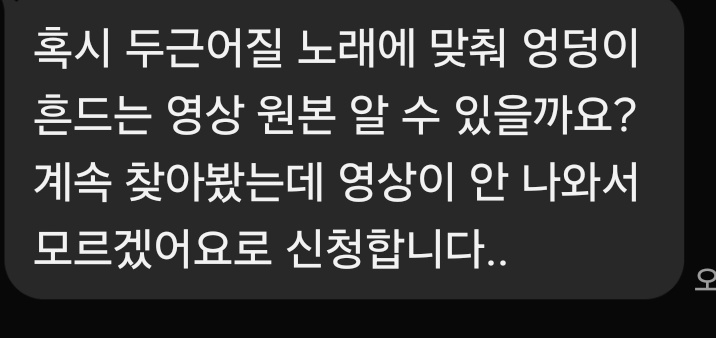 혹시 두근어질 노래에 맞춰 엉덩이
흔드는 영상 원본 알 수 있을까요?
계속 찾아봤는데 영상이 안 나와서
모르겠어요로 신청합니다..
오